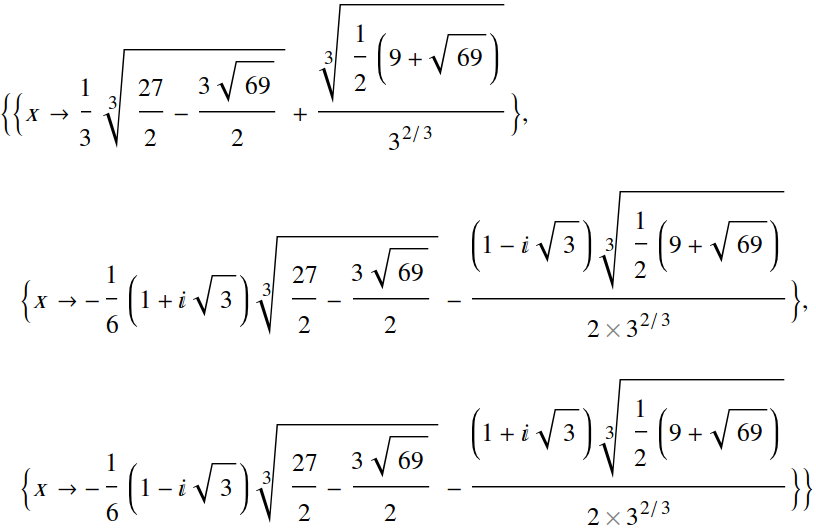 {{x → 1/3 ∛(27/2 − 3√69/2) + ∛(1/2 (9 + √69))/3^(2/3)},
{x → −1/6 (1 + i√3) ∛(27/2 − 3√69/2) − (1 − i√3) ∛(1/2 (9 + √69))/(2 × 3^(2/3))},
{x → −1/6 (1 − i√3) ∛(27/2 − 3√69/2) − (1 + i√3) ∛(1/2 (9 + √69))/(2 × 3^(2/3))}}